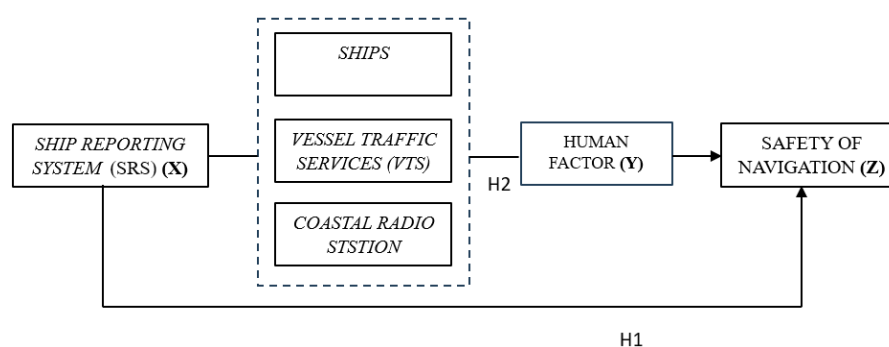 SHIPS
SHIP REPORTING
SYSTEM (SRS) (X)
VESSEL TRAFFIC
SERVICES (VTS)
HUMAN
FACTOR (Y)
SAFETY OF
NAVIGATION (Z)
H2
COASTAL RADIO
STSTION
H1